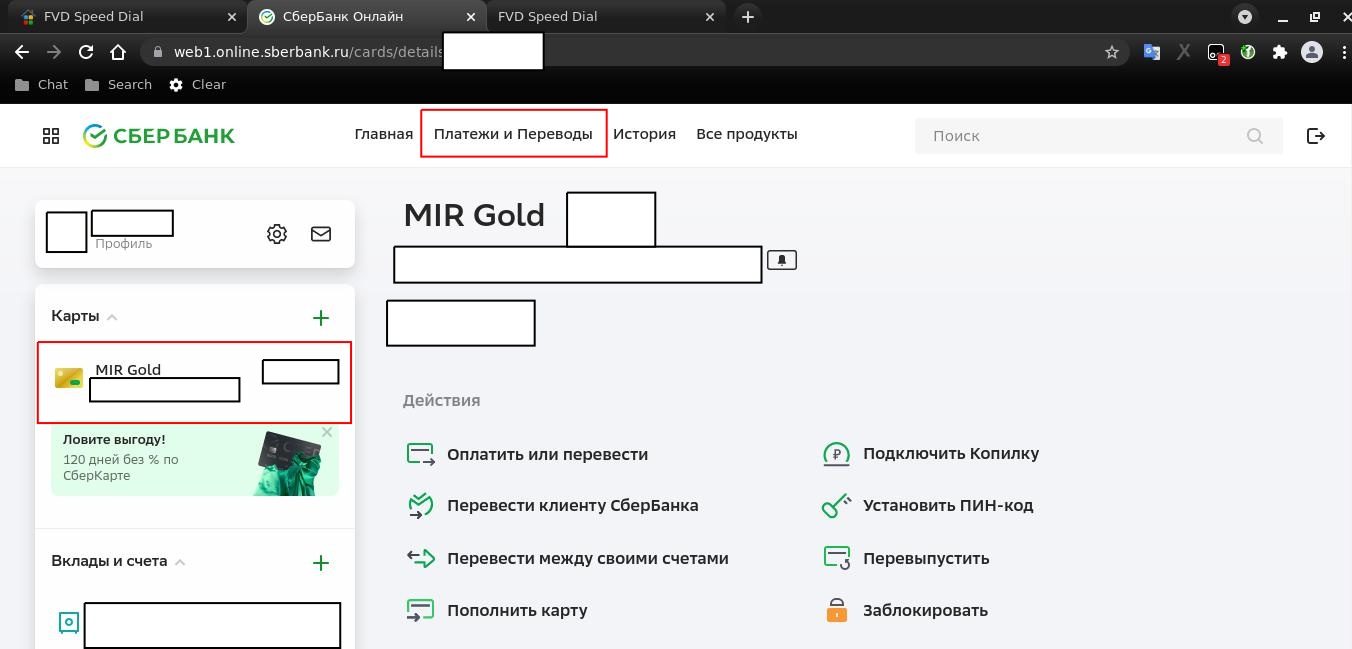 FVD Speed Dial
СберБанк Онлайн
FVD Speed Dial
web1.online.sberbank.ru/cards/details
2
Chat
Search
Clear
СБЕР БАНК
Главная
Платежи и Переводы
История
Все продукты
Поиск
Профиль
Карты
MIR Gold
Ловите выгоду!
120 дней без % по
СберКарте
Вклады и счета
MIR Gold
Действия
Оплатить или перевести
Подключить Копилку
Перевести клиенту СберБанка
Установить ПИН-код
Перевести между своими счетами
Перевыпустить
Пополнить карту
Заблокировать